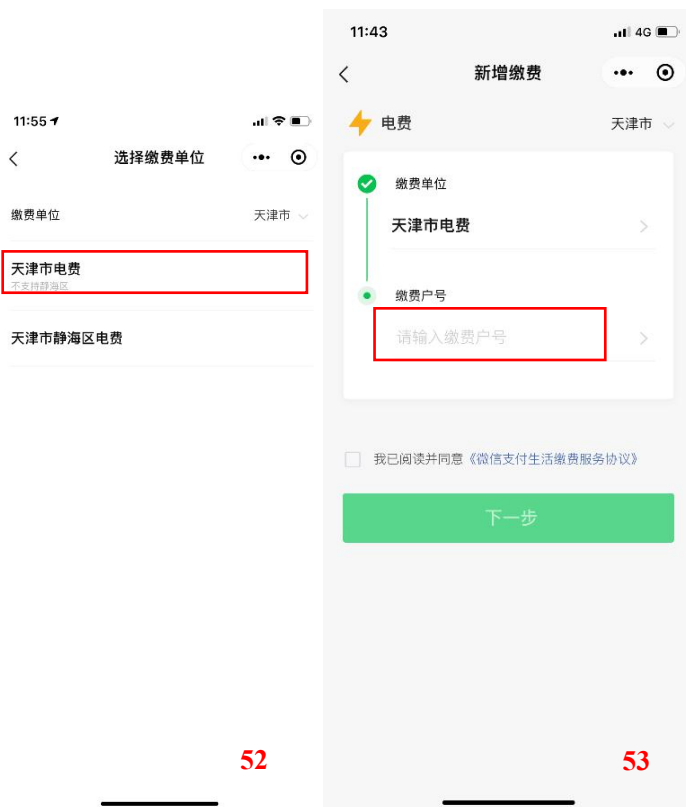 11:55
选择缴费单位
缴费单位
天津市
天津市电费
不支持静海区
天津市静海区电费
52
11:43
4G
新增缴费
电费
天津市
缴费单位
天津市电费
缴费户号
请输入缴费户号
我已阅读并同意《微信支付生活缴费服务协议》
下一步
53